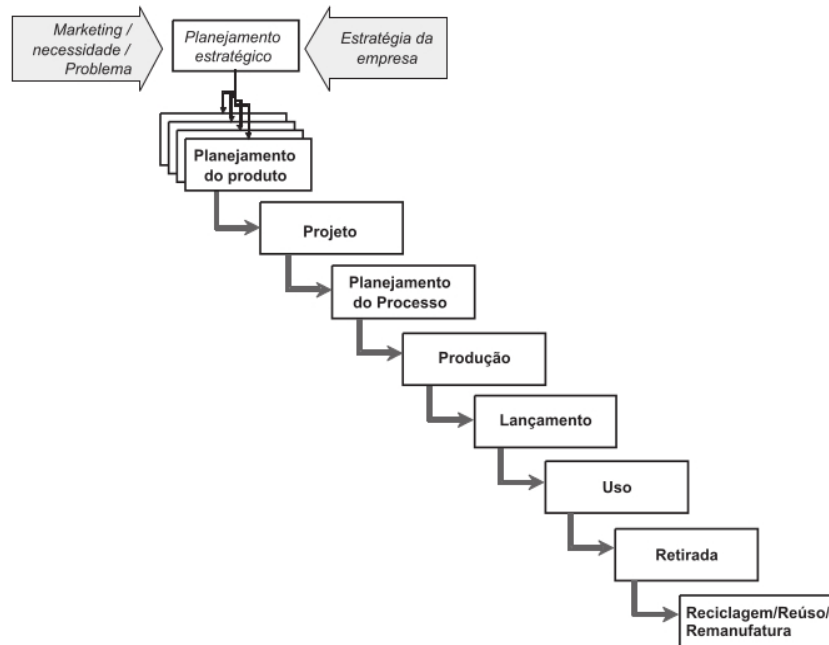 Marketing /
necessidade /
Problema
Planejamento
estratégico
Estratégia da
empresa
Planejamento
do produto
Projeto
Planejamento
do Processo
Produção
Lançamento
Uso
Retirada
Reciclagem/Reúso/
Remanufatura